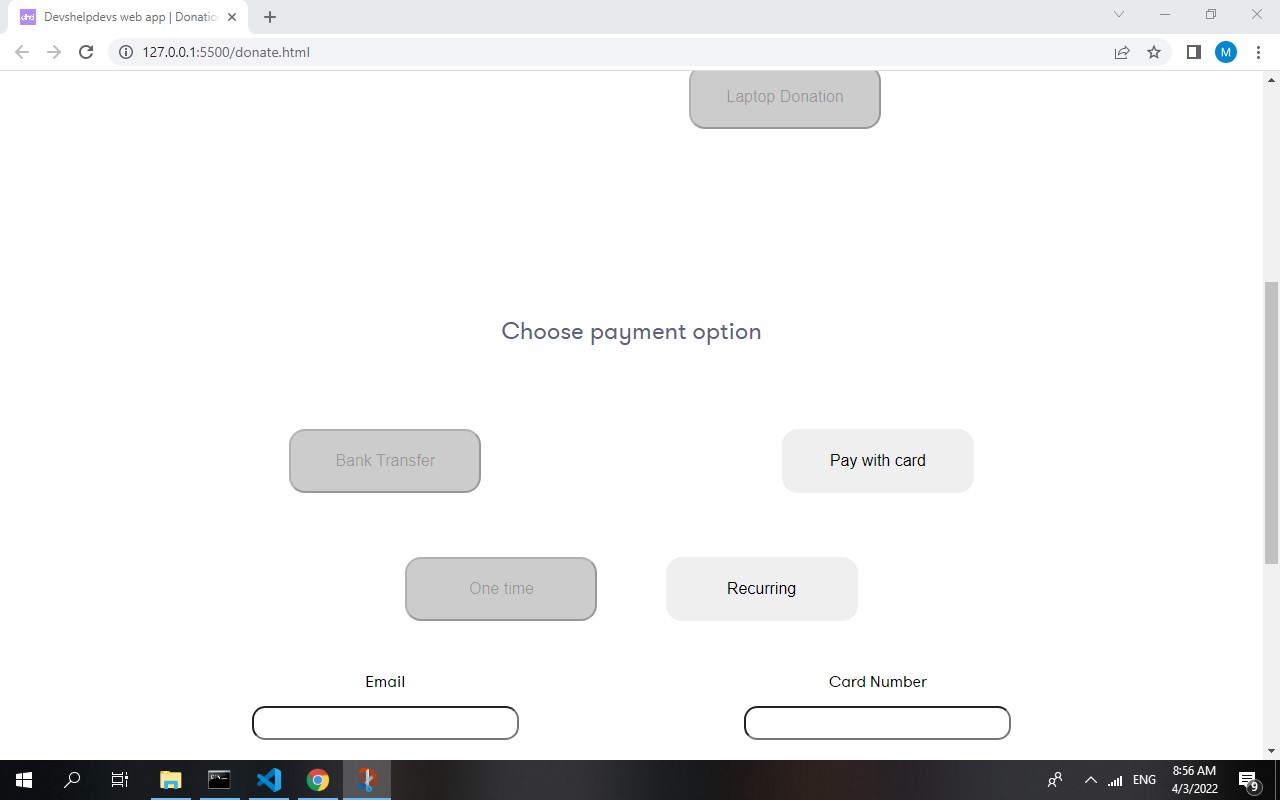 dhd
Devshelpdevs web app | Donatio
127.0.0.1:5500/donate.html
M
Laptop Donation
Choose payment option
Bank Transfer
Pay with card
One time
Recurring
Email
Card Number
ENG
8:56 AM
4/3/2022
9